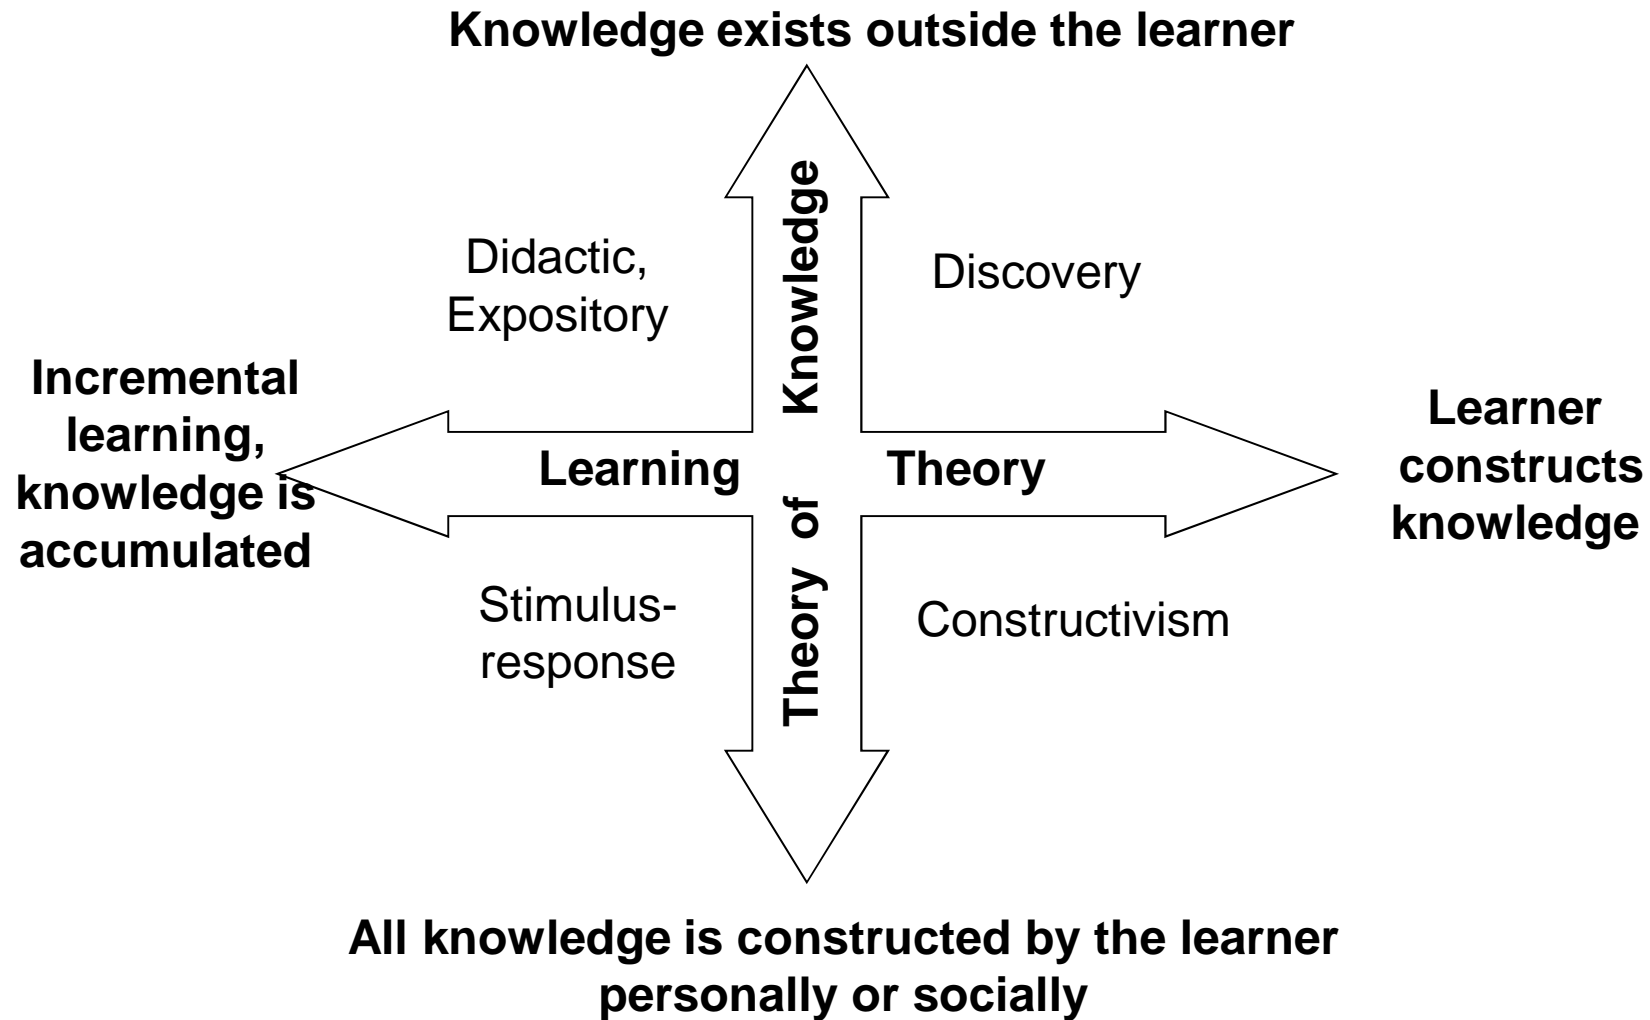 Knowledge exists outside the learner
Didactic,
Expository
Discovery
Incremental
learning,
knowledge is
accumulated
Learning Theory
Theory of Knowledge
Learner
constructs
knowledge
Stimulus-
response
Constructivism
All knowledge is constructed by the learner
personally or socially